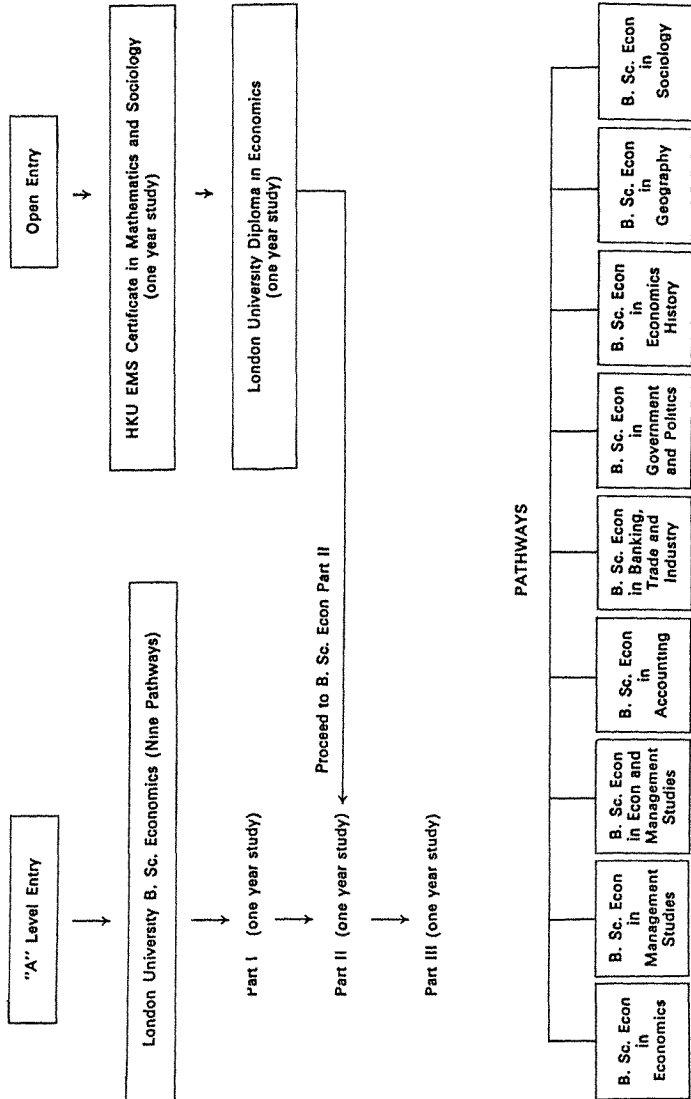 "A" Level Entry
London University B. Sc. Economics (Nine Pathways)
Part I (one year study)
Part II (one year study)
Part III (one year study)
Open Entry
HKU EMS Certificate in Mathematics and Sociology
(one year study)
London University Diploma in Economics
(one year study)
Proceed to B. Sc. Econ Part II
PATHWAYS
B. Sc. Econ
in
Economics
B. Sc. Econ
in
Management
Studies
B. Sc. Econ
in Econ and
Management
Studies
B. Sc. Econ
in
Accounting
B. Sc. Econ
in Banking,
Trade and
Industry
B. Sc. Econ
in
Government
and Politics
B. Sc. Econ
in
Economics
History
B. Sc. Econ
in
Geography
B. Sc. Econ
in
Sociology